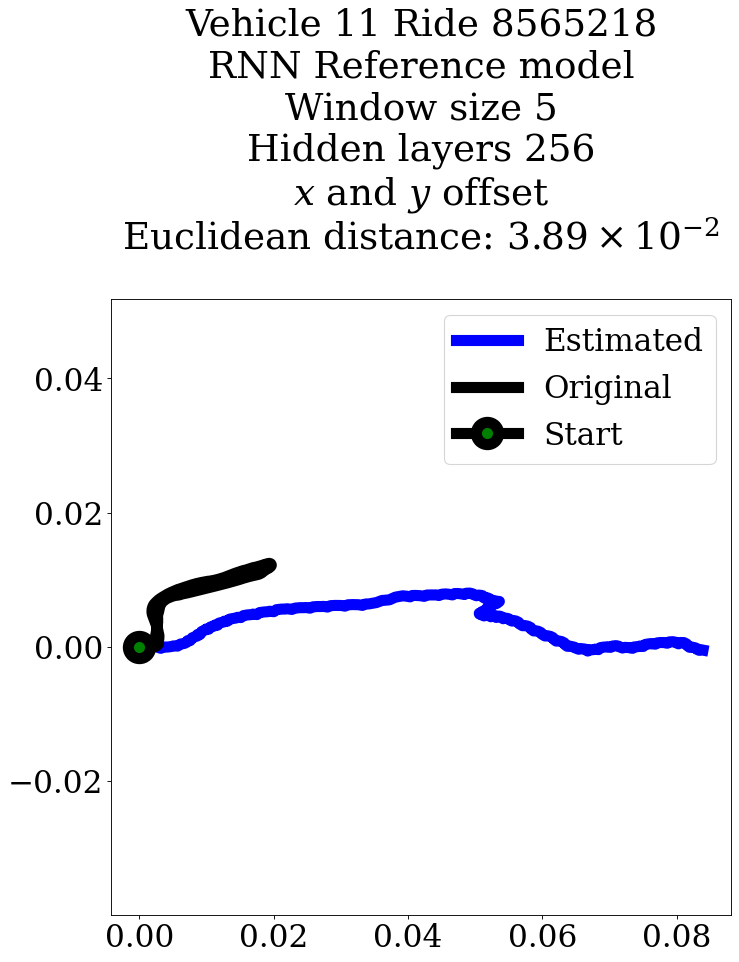 Vehicle 11 Ride 8565218
RNN Reference model
Window size 5
Hidden layers 256
x and y offset
Euclidean distance: 3.89 × 10⁻²
Estimated
Original
Start
0.04
0.02
0.00
−0.02
0.00 0.02 0.04 0.06 0.08